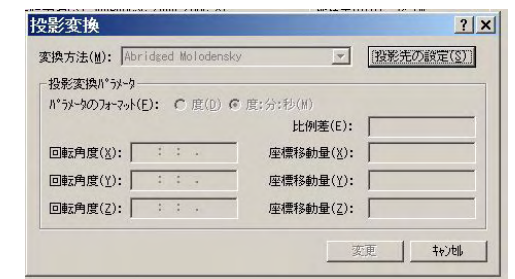 投影変換
変換方法(M): Abridged Molodensky 投影先の設定(S)
投影変換パラメータ
パラメータのフォーマット(F): 度(D) 度:分:秒(M)
比例差(E):
回転角度(X): : : . 座標移動量(X):
回転角度(Y): : : . 座標移動量(Y):
回転角度(Z): : : . 座標移動量(Z):
変更 キャンセル